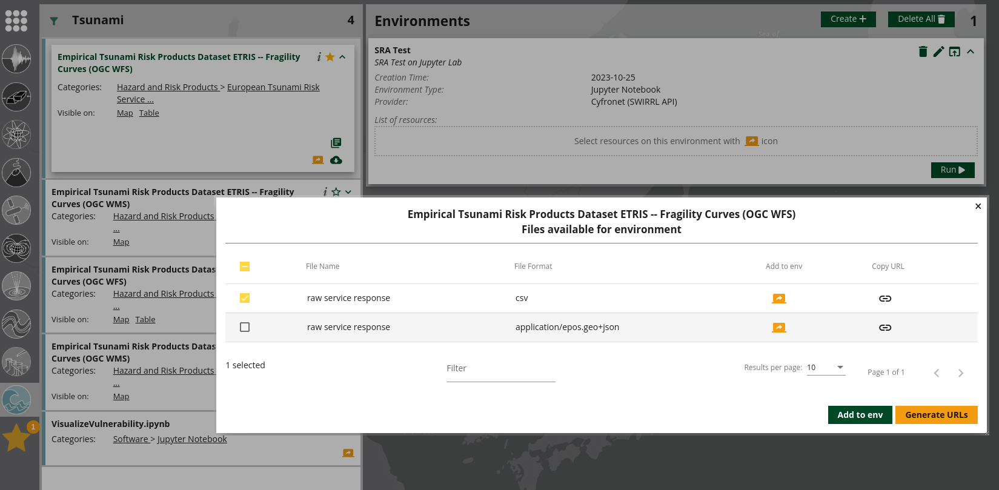 Tsunami
4
Empirical Tsunami Risk Products Dataset ETRIS -- Fragility
Curves (OGC WFS)
Categories: Hazard and Risk Products > European Tsunami Risk
Service ...
Visible on: Map Table
Empirical Tsunami Risk Products Dataset ETRIS -- Fragility
Curves (OGC WMS)
Categories: Hazard and Risk Products
...
Visible on: Map
Empirical Tsunami Risk Products Datas
Curves (OGC WFS)
Categories: Hazard and Risk Products
...
Visible on: Map Table
Empirical Tsunami Risk Products Datas
Curves (OGC WMS)
Categories: Hazard and Risk Products
...
Visible on: Map
VisualizeVulnerability.ipynb
Categories: Software > Jupyter Notebook
1
Environments
Create
Delete All
1
Sea of
SRA Test
SRA Test on Jupyter Lab
Creation Time: 2023-10-25
Environment Type: Jupyter Notebook
Provider: Cyfronet (SWIRRL API)
List of resources:
Select resources on this environment with icon
Run
Empirical Tsunami Risk Products Dataset ETRIS -- Fragility Curves (OGC WFS)
Files available for environment
File Name File Format Add to env Copy URL
raw service response csv
raw service response application/epos.geo+json
1 selected
Filter
Results per page: 10
Page 1 of 1
Add to env
Generate URLs